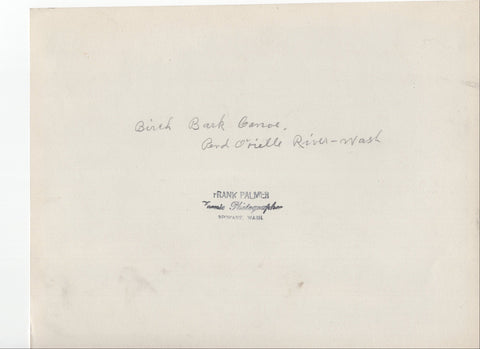 Birch Bark Canoe,
Pend O'rielle River-Wash
FRANK PALMER
Scenic Photographer
SPOKANE, WASH.